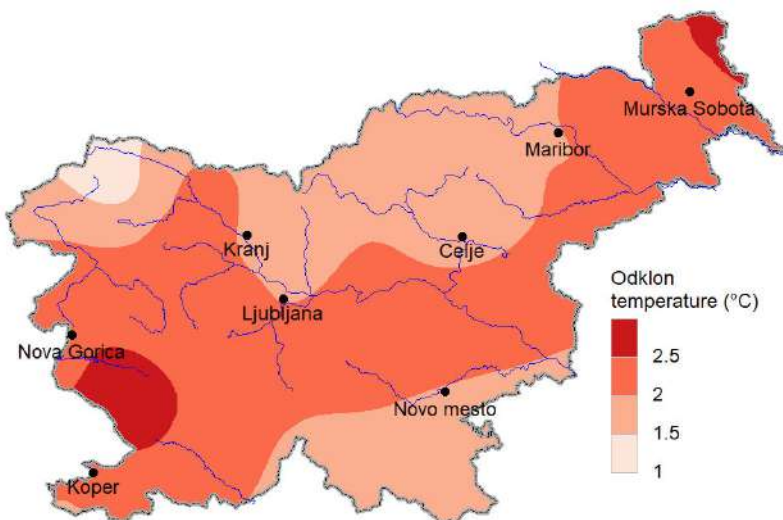 Murska Sobota
Maribor
Kranj
Celje
Ljubljana
Nova Gorica
Novo mesto
Koper
Odklon
temperature (°C)
2.5
2
1.5
1